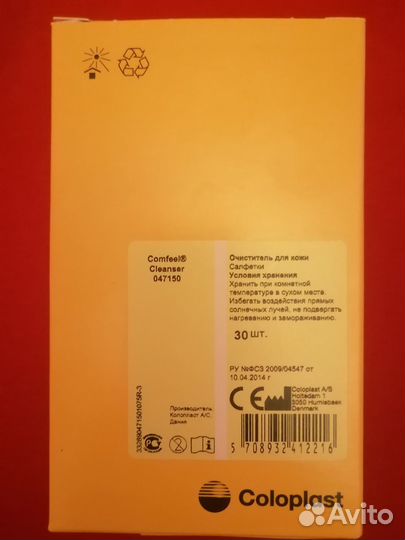 Comfeel®
Cleanser
047150
Очиститель для кожи
Салфетки
Условия хранения
Хранить при комнатной
температуре в сухом месте.
Избегать воздействия прямых
солнечных лучей, не подвергать
нагреванию и замораживанию.
30 шт.
РУ №ФСЗ 2009/04547 от
10.04.2014 г
Производитель
Колопласт А/С,
Дания
CE
Coloplast A/S
Holtedam 1
3050 Humlebaek
Denmark
5 708932 412216
Coloplast
Avito